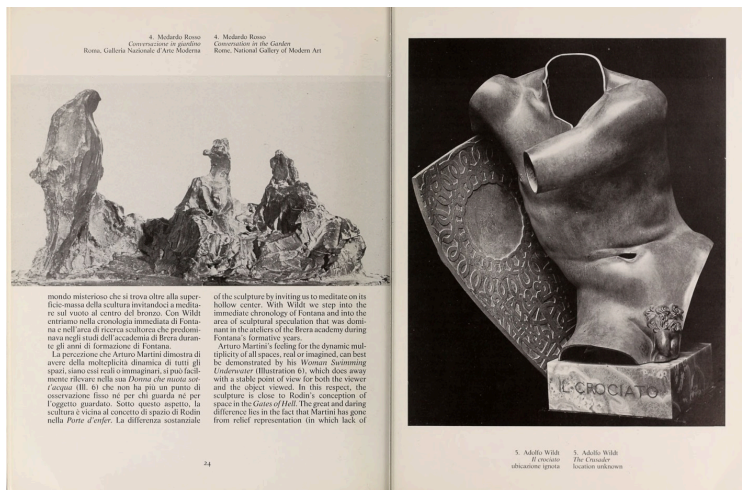 4. Medardo Rosso
Conversazione in giardino
Roma, Galleria Nazionale d'Arte Moderna
4. Medardo Rosso
Conversation in the Garden
Rome, National Gallery of Modern Art
mondo misterioso che si trova oltre alla super-
ficie-massa della scultura invitandoci a medita-
re sul vuoto al centro del bronzo. Con Wildt
entriamo nella cronologia immediata di Fonta-
na e nell'area di ricerca scultorea che predomi-
nava negli studi dell'accademia di Brera duran-
te gli anni di formazione di Fontana.
La percezione che Arturo Martini dimostra di
avere della molteplicità dinamica di tutti gli
spazi, siano essi reali o immaginari, si può facil-
mente rilevare nella sua Donna che nuota sot-
t'acqua (Ill. 6) che non ha più un punto di
osservazione fisso né per chi guarda né per
l'oggetto guardato. Sotto questo aspetto, la
scultura è vicina al concetto di spazio di Rodin
nella Porte d'enfer. La differenza sostanziale
of the sculpture by inviting us to meditate on its
hollow center. With Wildt we step into the
immediate chronology of Fontana and into the
area of sculptural speculation that was domi-
nant in the ateliers of the Brera academy during
Fontana's formative years.
Arturo Martini's feeling for the dynamic mul-
tiplicity of all spaces, real or imagined, can best
be demonstrated by his Woman Swimming
Underwater (Illustration 6), which does away
with a stable point of view for both the viewer
and the object viewed. In this respect, the
sculpture is close to Rodin's conception of
space in the Gates of Hell. The great and daring
difference lies in the fact that Martini has gone
from relief representation (in which lack of
24
IL CROCIATO
5. Adolfo Wildt
Il crociato
ubicazione ignota
5. Adolfo Wildt
The Crusader
location unknown